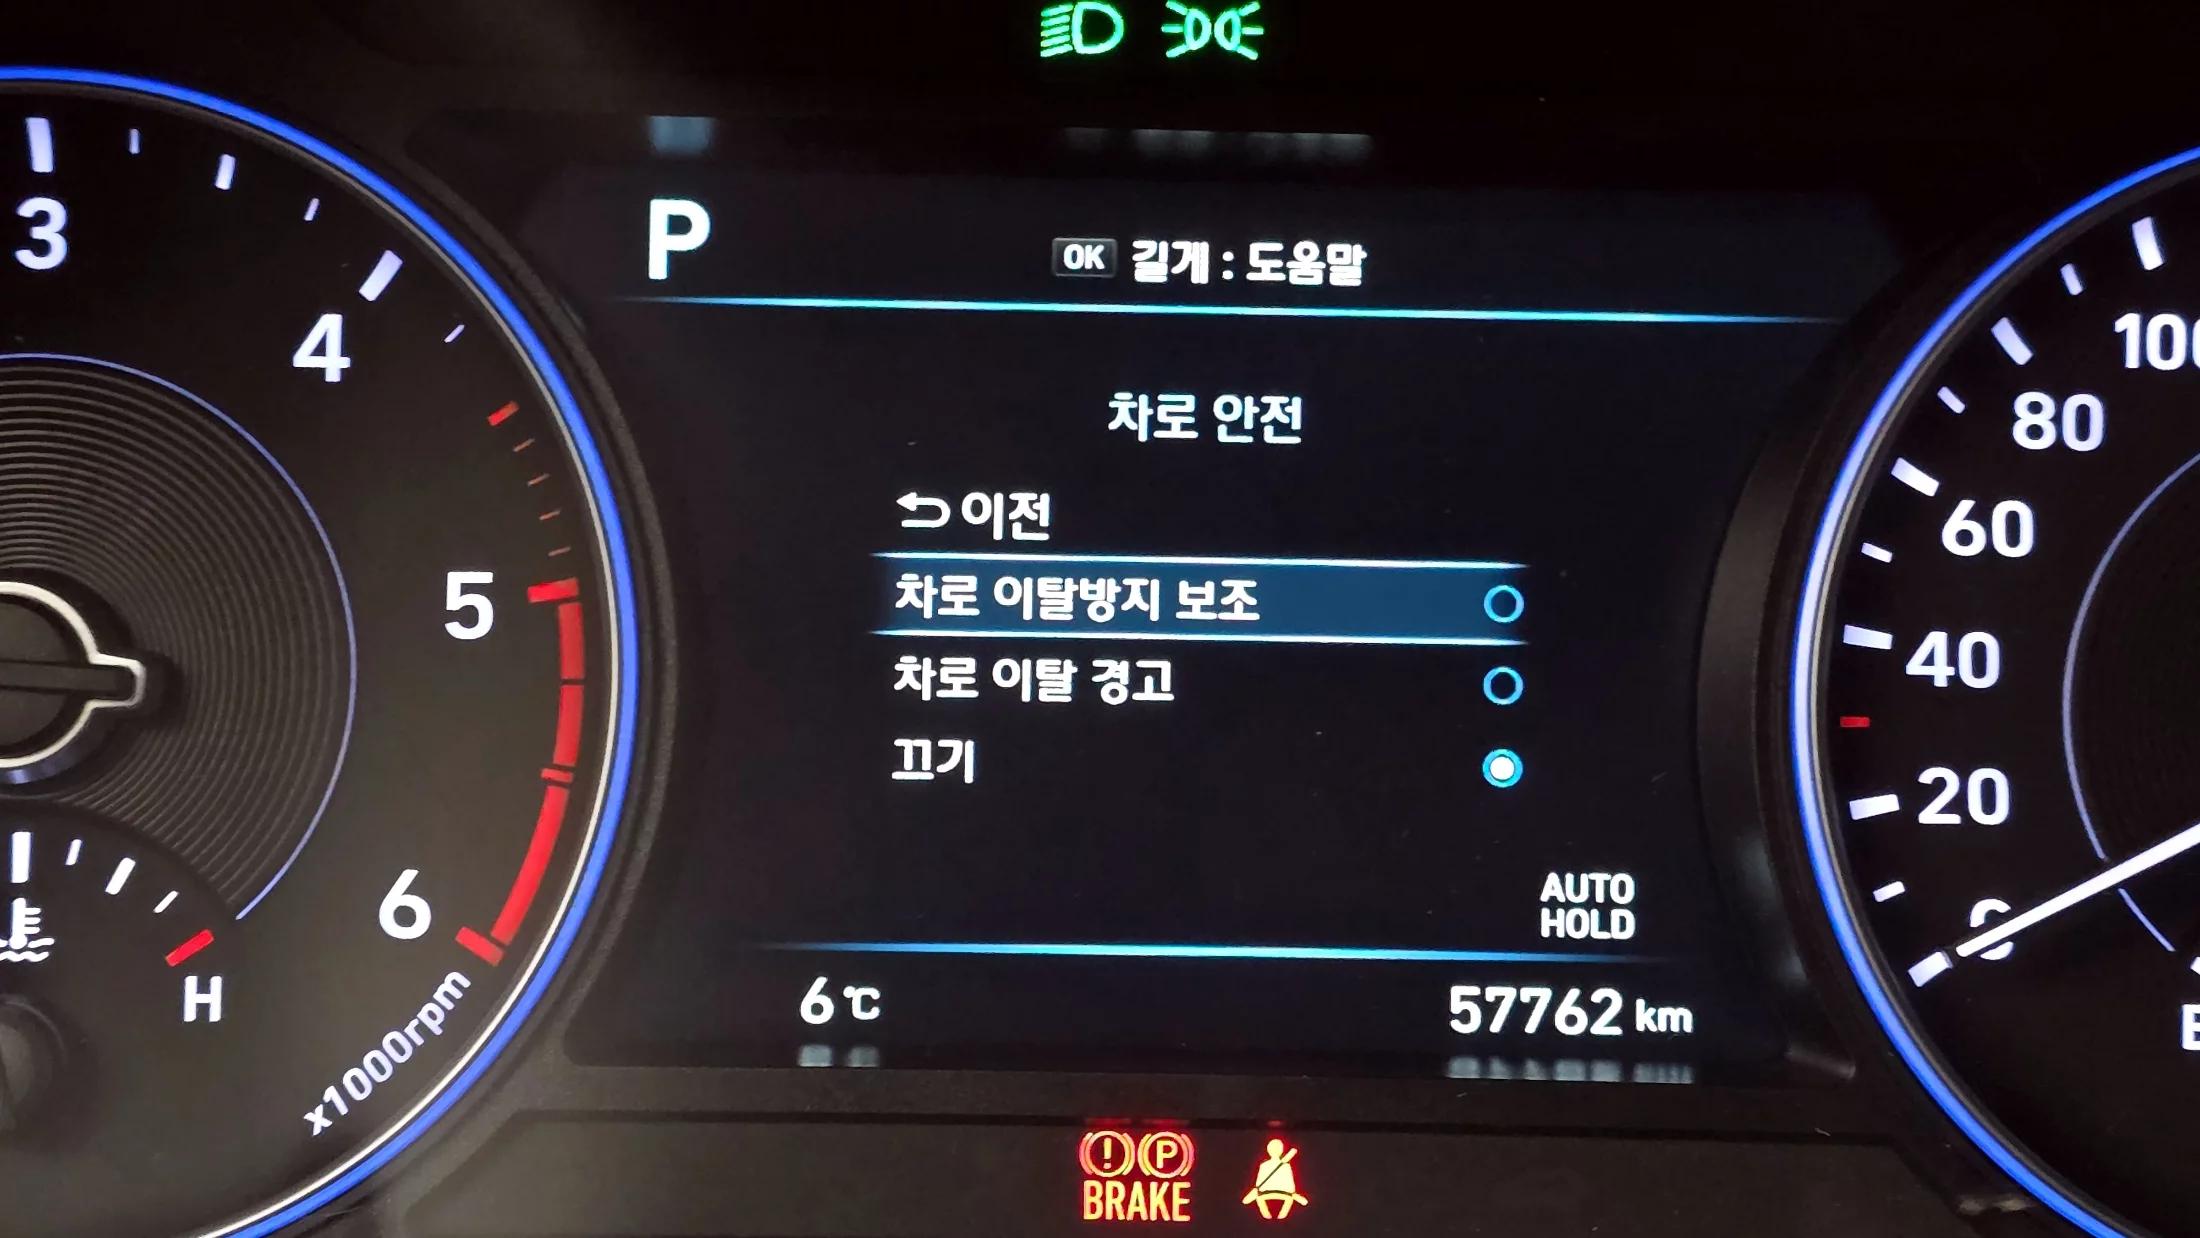 P
OK 길게 : 도움말
차로 안전
이전
차로 이탈방지 보조
차로 이탈 경고
끄기
AUTO
HOLD
6 ℃
57762 km
3
4
5
6
x1000rpm
H
100
80
60
40
20
0
BRAKE